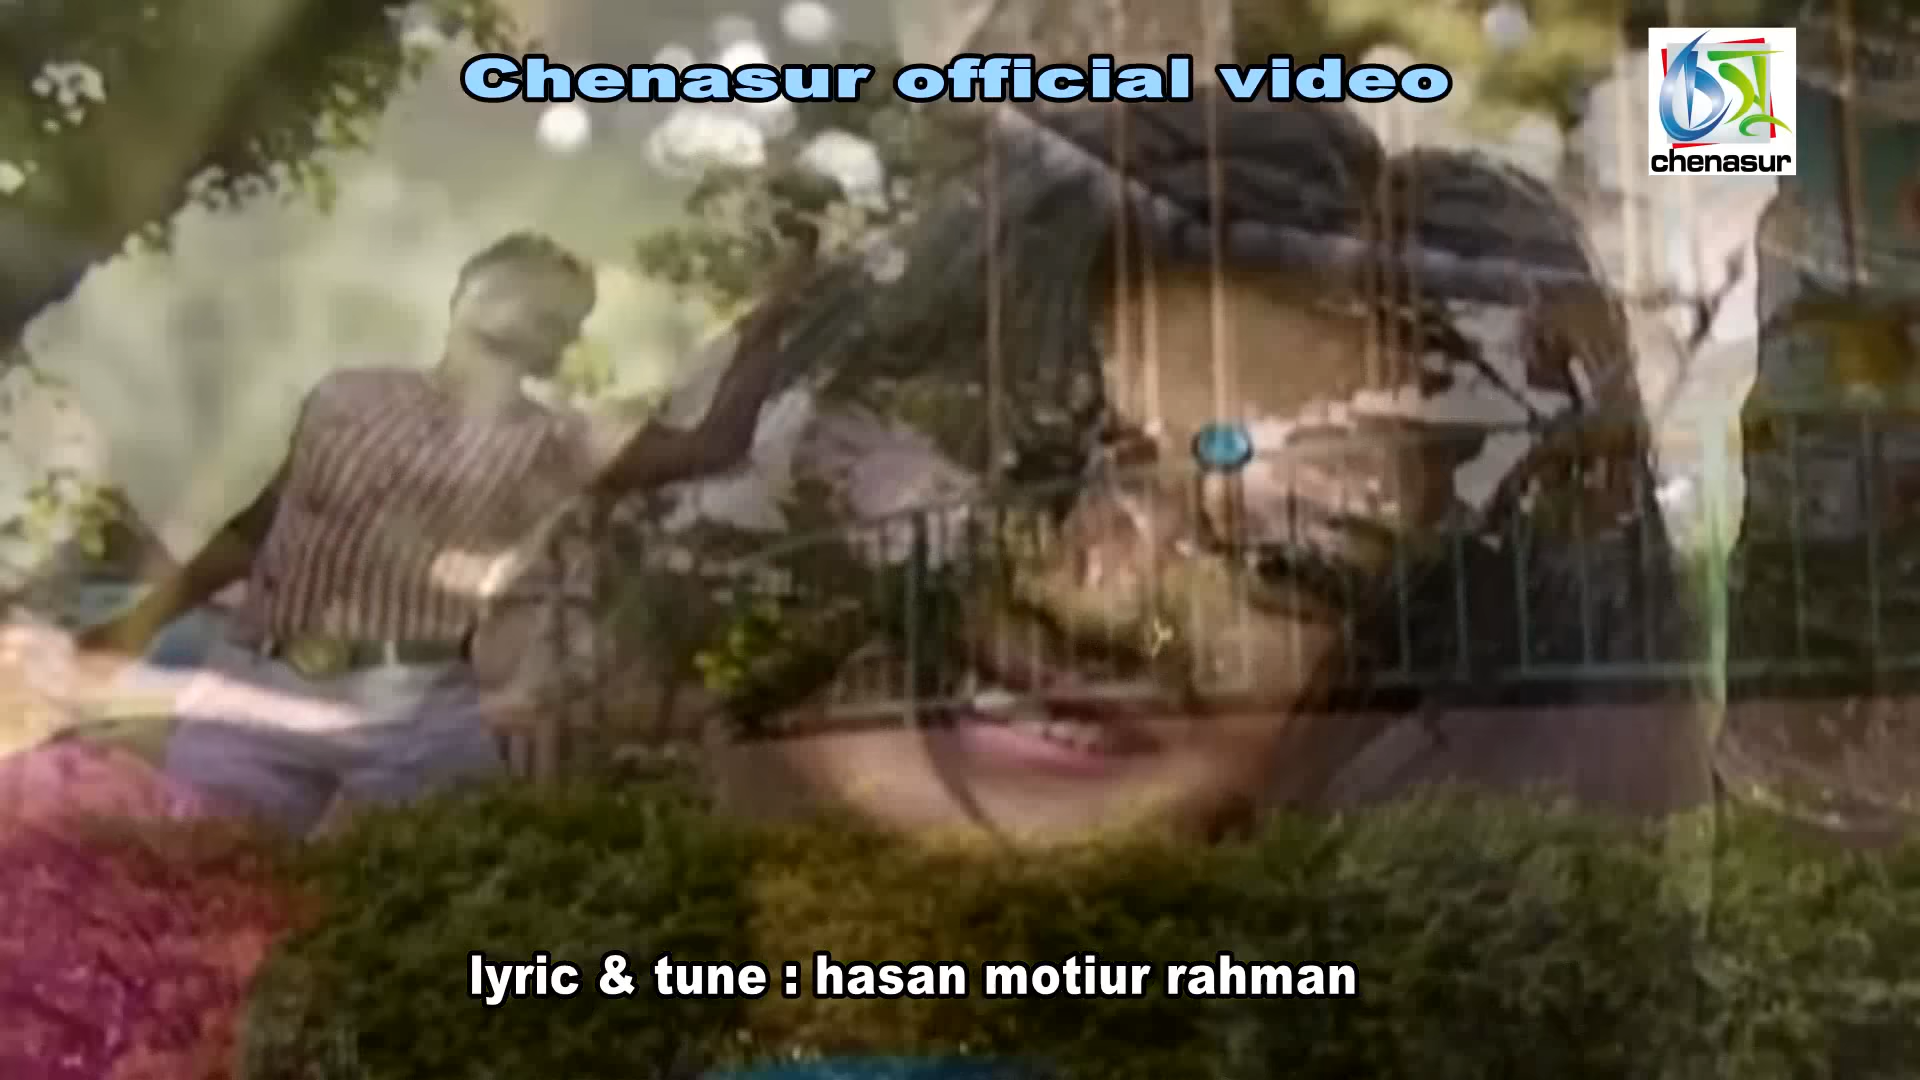 Chenasur official video
চেসু
chenasur
lyric & tune : hasan motiur rahman